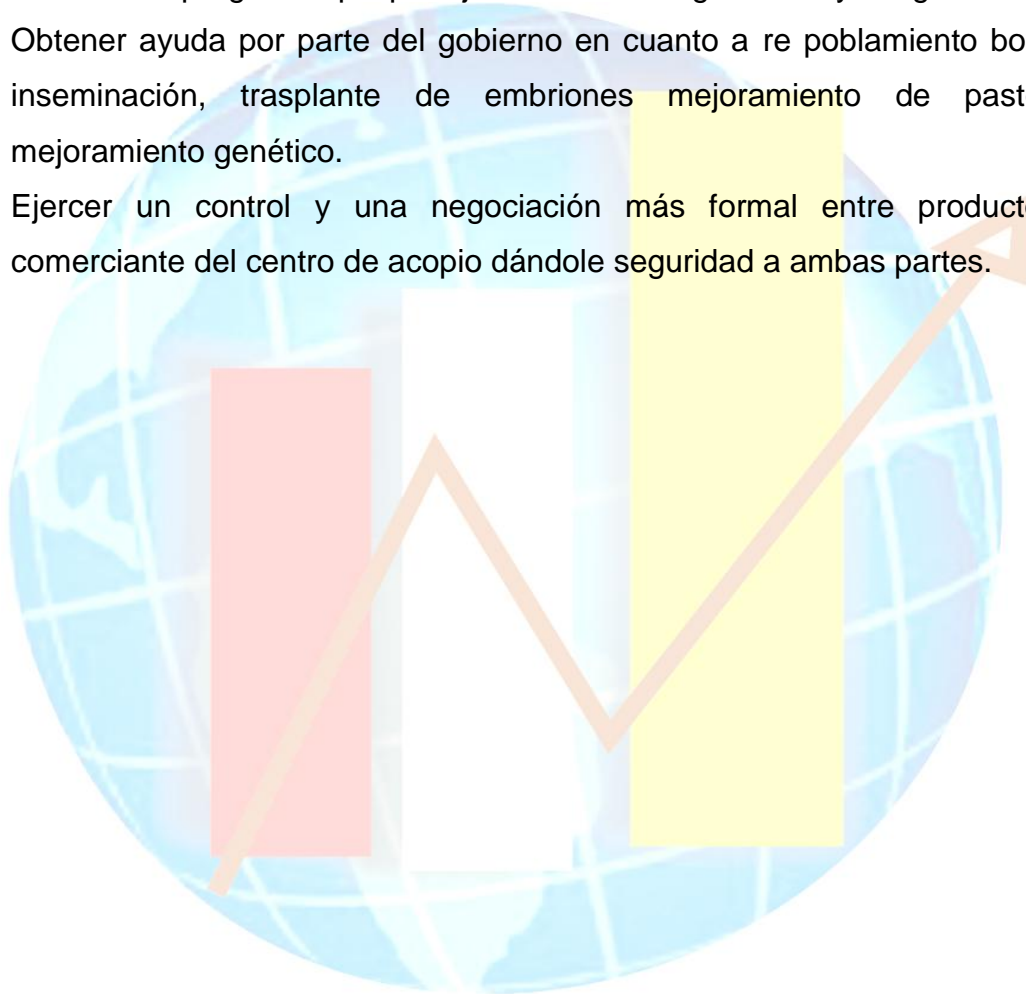 Obtener ayuda por parte del gobierno en cuanto a re poblamiento bo
inseminación, trasplante de embriones mejoramiento de past
mejoramiento genético.
Ejercer un control y una negociación más formal entre product
comerciante del centro de acopio dándole seguridad a ambas partes.